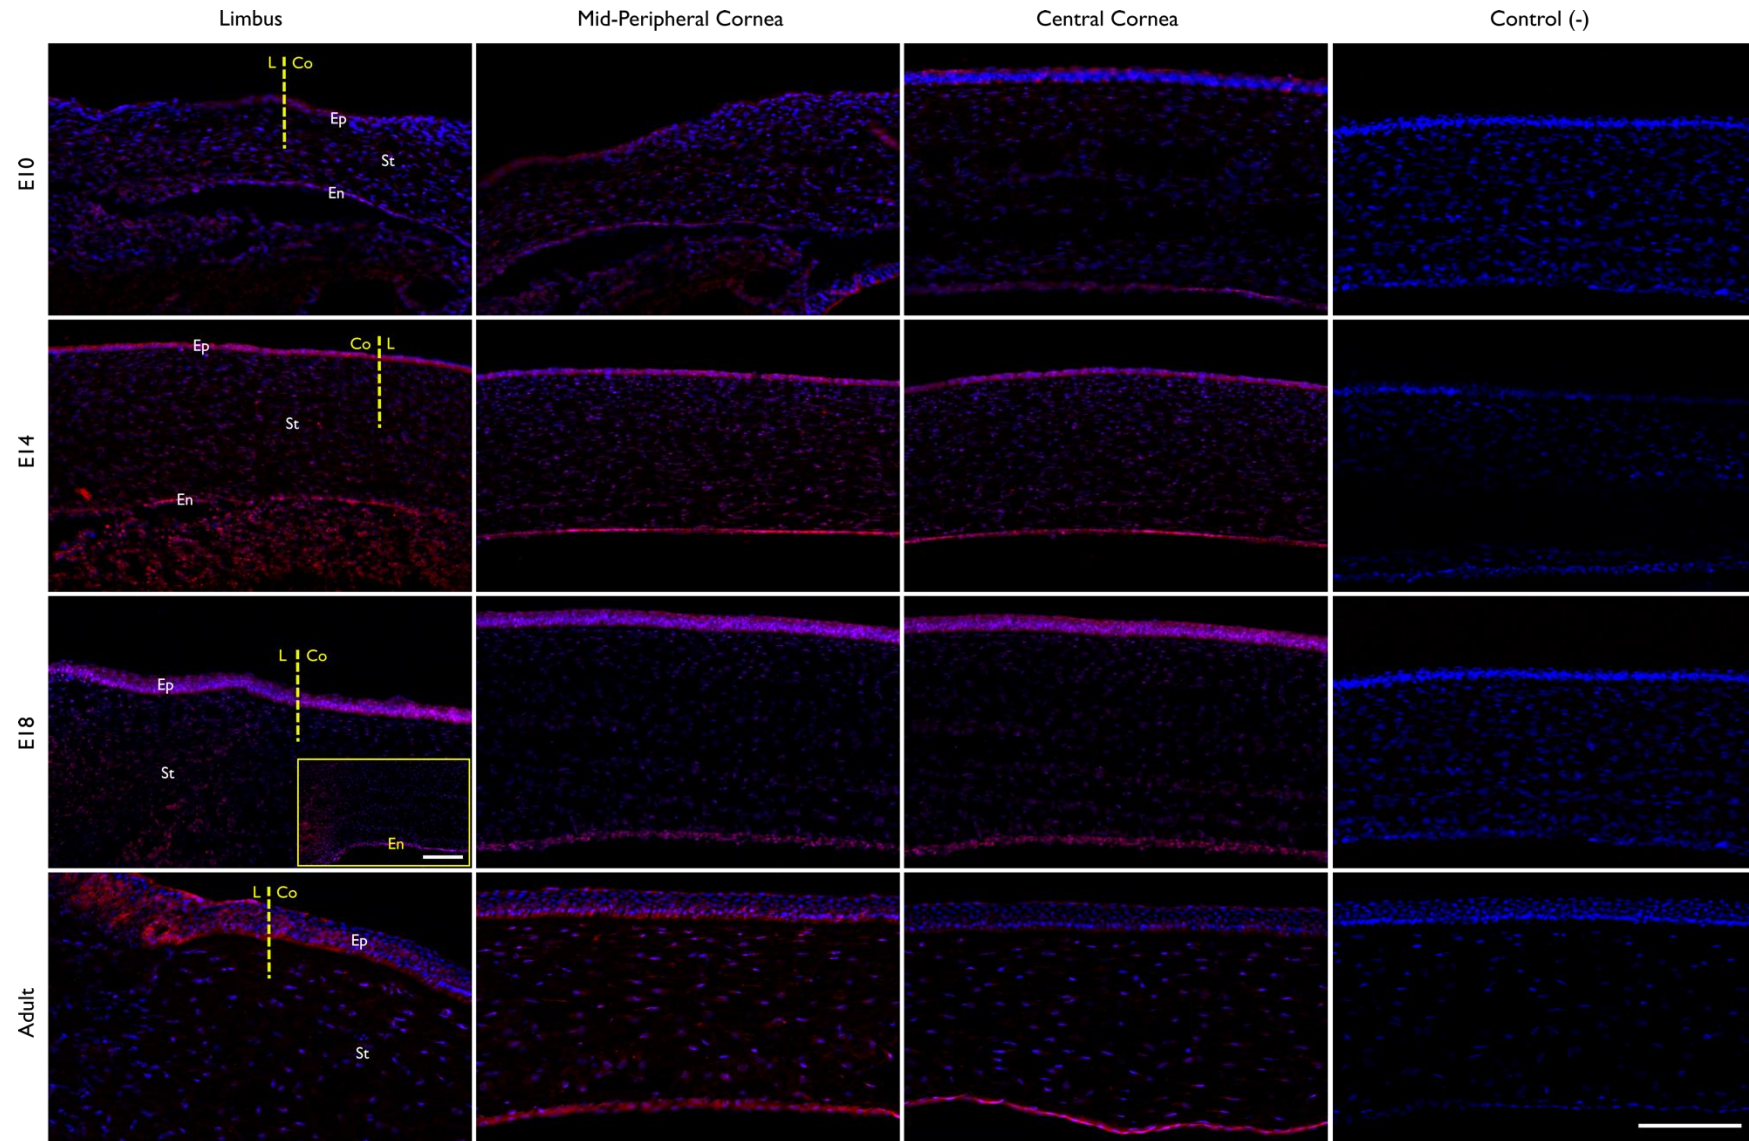 Limbus Mid-Peripheral Cornea Central Cornea Control (-)
E10
L Co
Ep
St
En
E14
Ep
Co L
St
En
E18
L Co
Ep
St
En
Adult
L Co
Ep
St